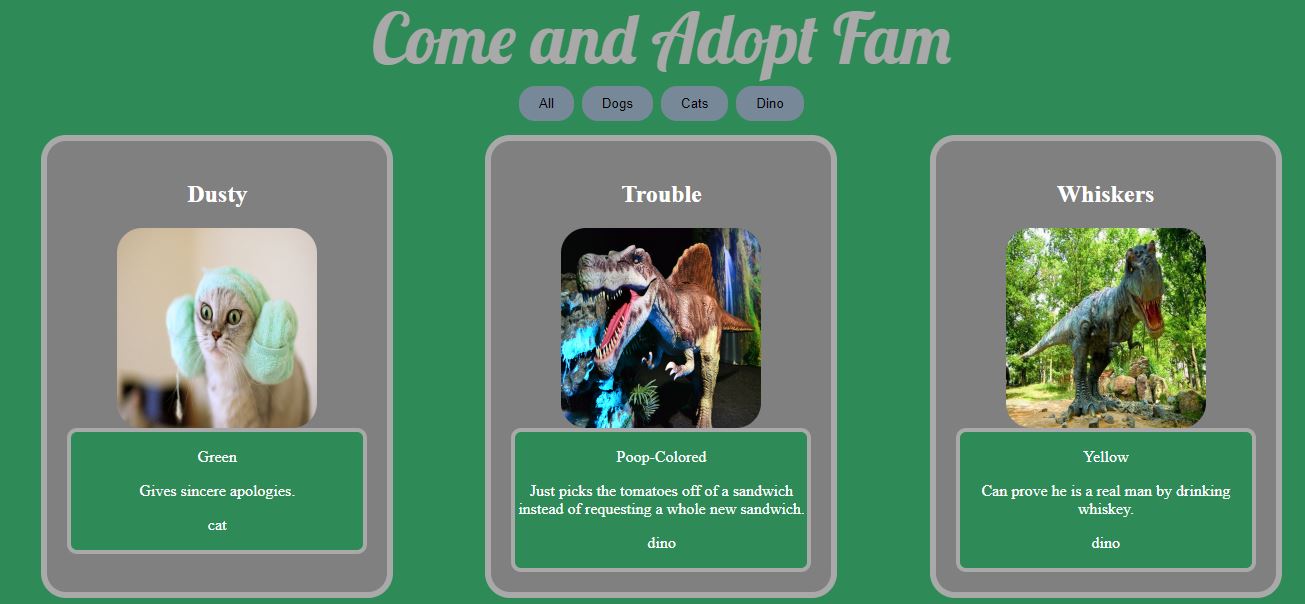 Come and Adopt Fam
All Dogs Cats Dino
Dusty
Green
Gives sincere apologies.
cat
Trouble
Poop-Colored
Just picks the tomatoes off of a sandwich
instead of requesting a whole new sandwich.
dino
Whiskers
Yellow
Can prove he is a real man by drinking
whiskey.
dino